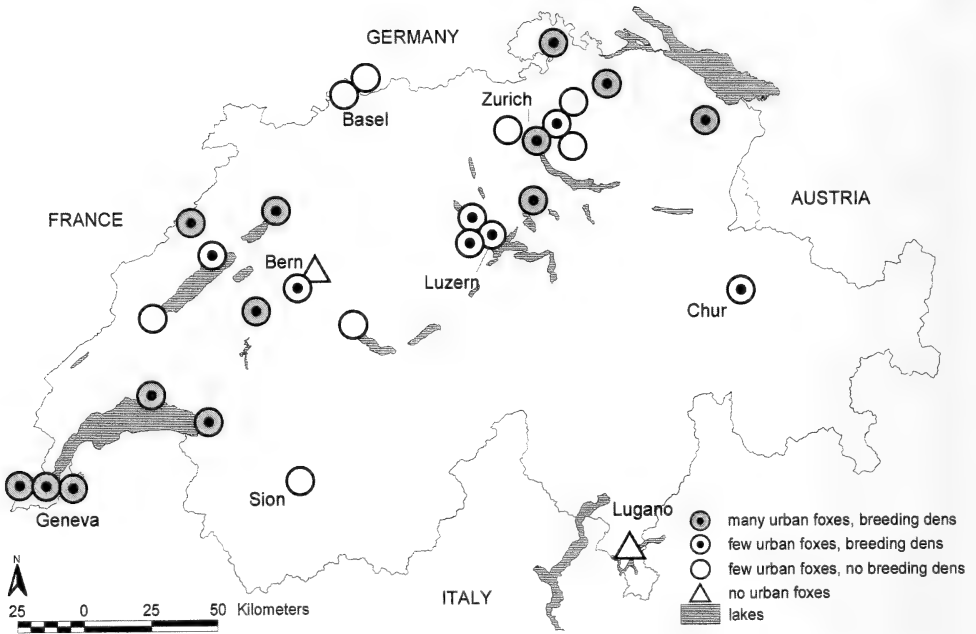 GERMANY
Zurich
Basel
AUSTRIA
FRANCE
Bern
Luzern
Chur
Sion
Lugano
Geneva
many urban foxes, breeding dens
few urban foxes, breeding dens
few urban foxes, no breeding dens
no urban foxes
lakes
N
ITALY
25 0 25 50 Kilometers